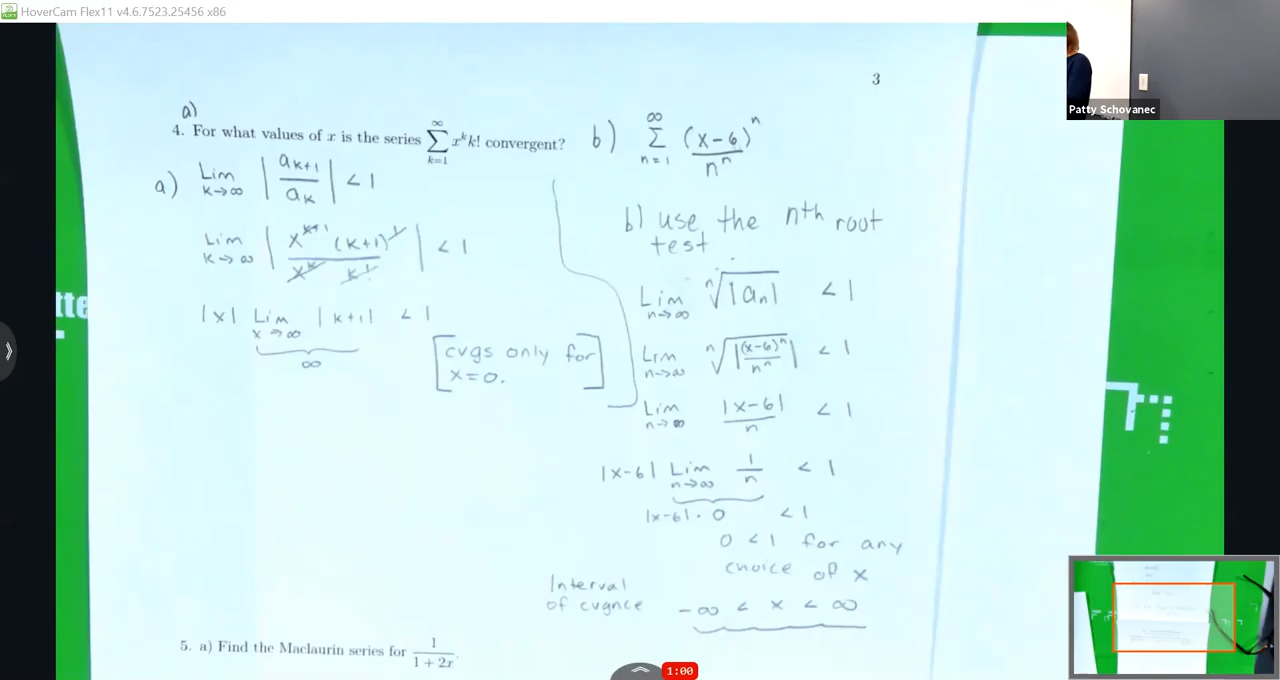 HoverCam Flex11 v4.6.7523.25456 x86
Patty Schovanec
3
a)
4. For what values of x is the series ∑_{k=1}^{∞} x^k k! convergent?
b) ∑_{n=1}^{∞} (x-6)^n / n^n
a) Lim_{k→∞} | a_{k+1} / a_k | < 1
Lim_{k→∞} | x^{k+1} (k+1)! / x^k k! | < 1
|x| Lim_{x→∞} |k+1| < 1
∞
[cvgs only for
x=0.]
b) use the nth root
test
Lim_{n→∞} ⁿ√|a_n| < 1
Lim_{n→∞} ⁿ√|(x-6)^n / n^n| < 1
Lim_{n→∞} |x-6| / n < 1
|x-6| Lim_{n→∞} 1/n < 1
|x-6| · 0 < 1
0 < 1 for any
choice of x
Interval
of cvgnce -∞ < x < ∞
5. a) Find the Maclaurin series for 1/(1+2x).
1:00
tte